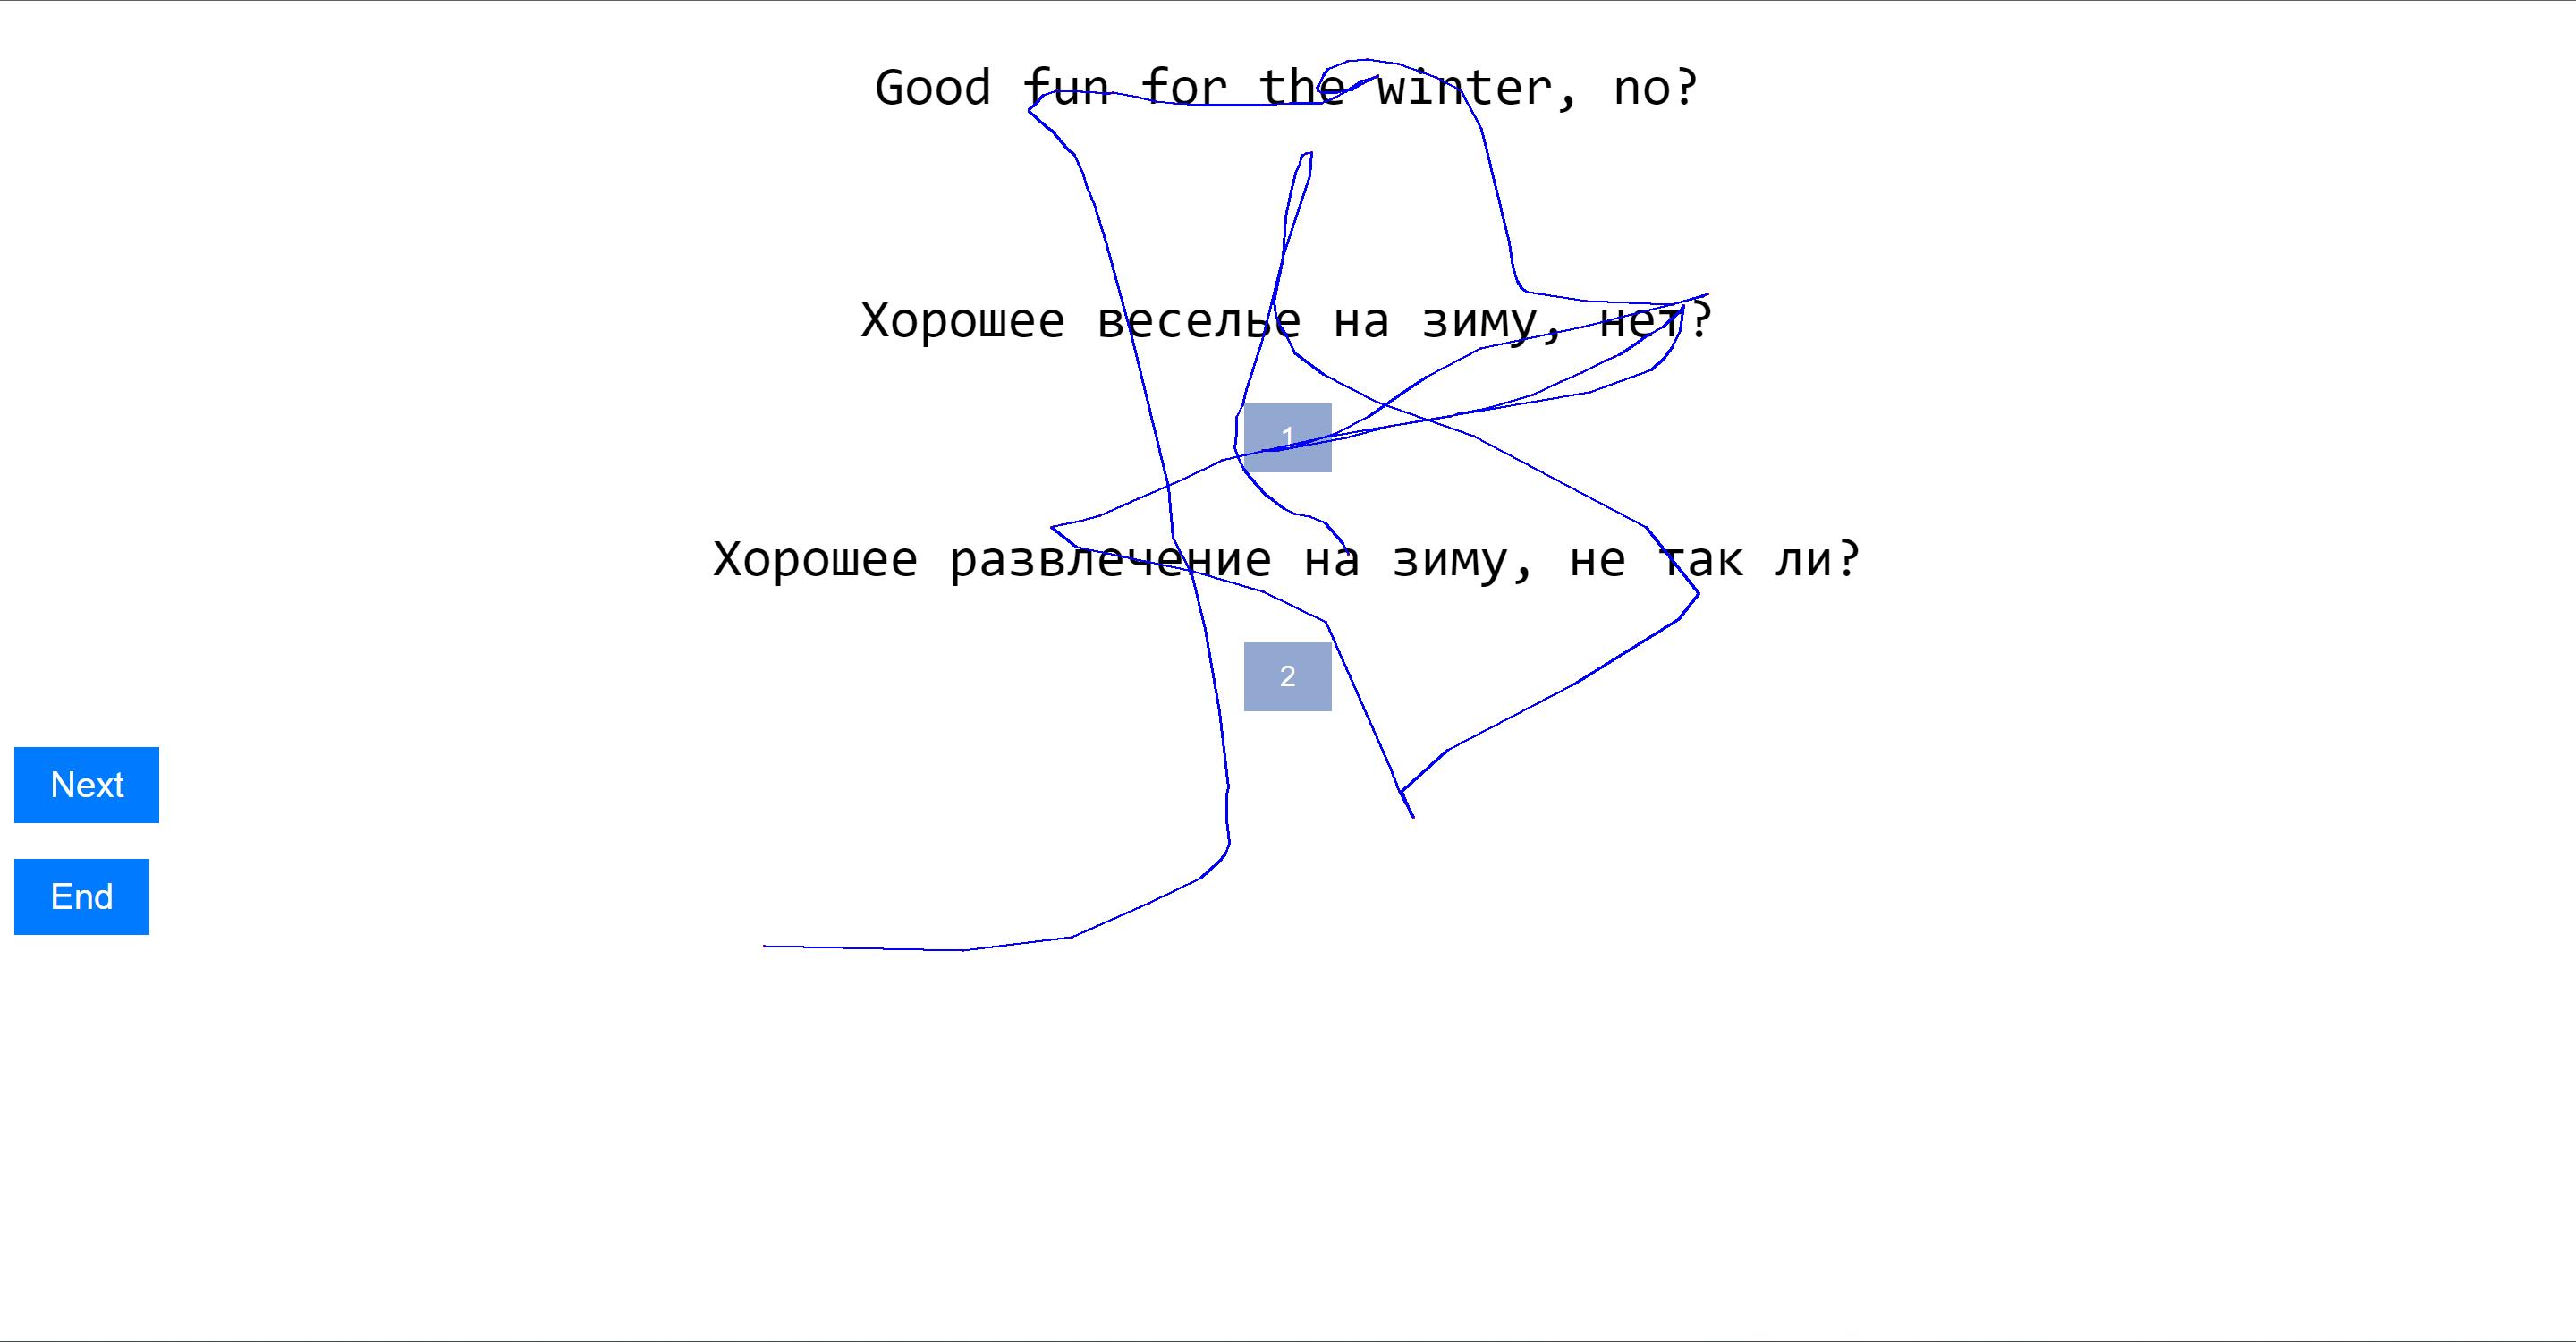 Good fun for the winter, no?
Хорошее веселье на зиму, нет?
1
Хорошее развлечение на зиму, не так ли?
2
Next
End